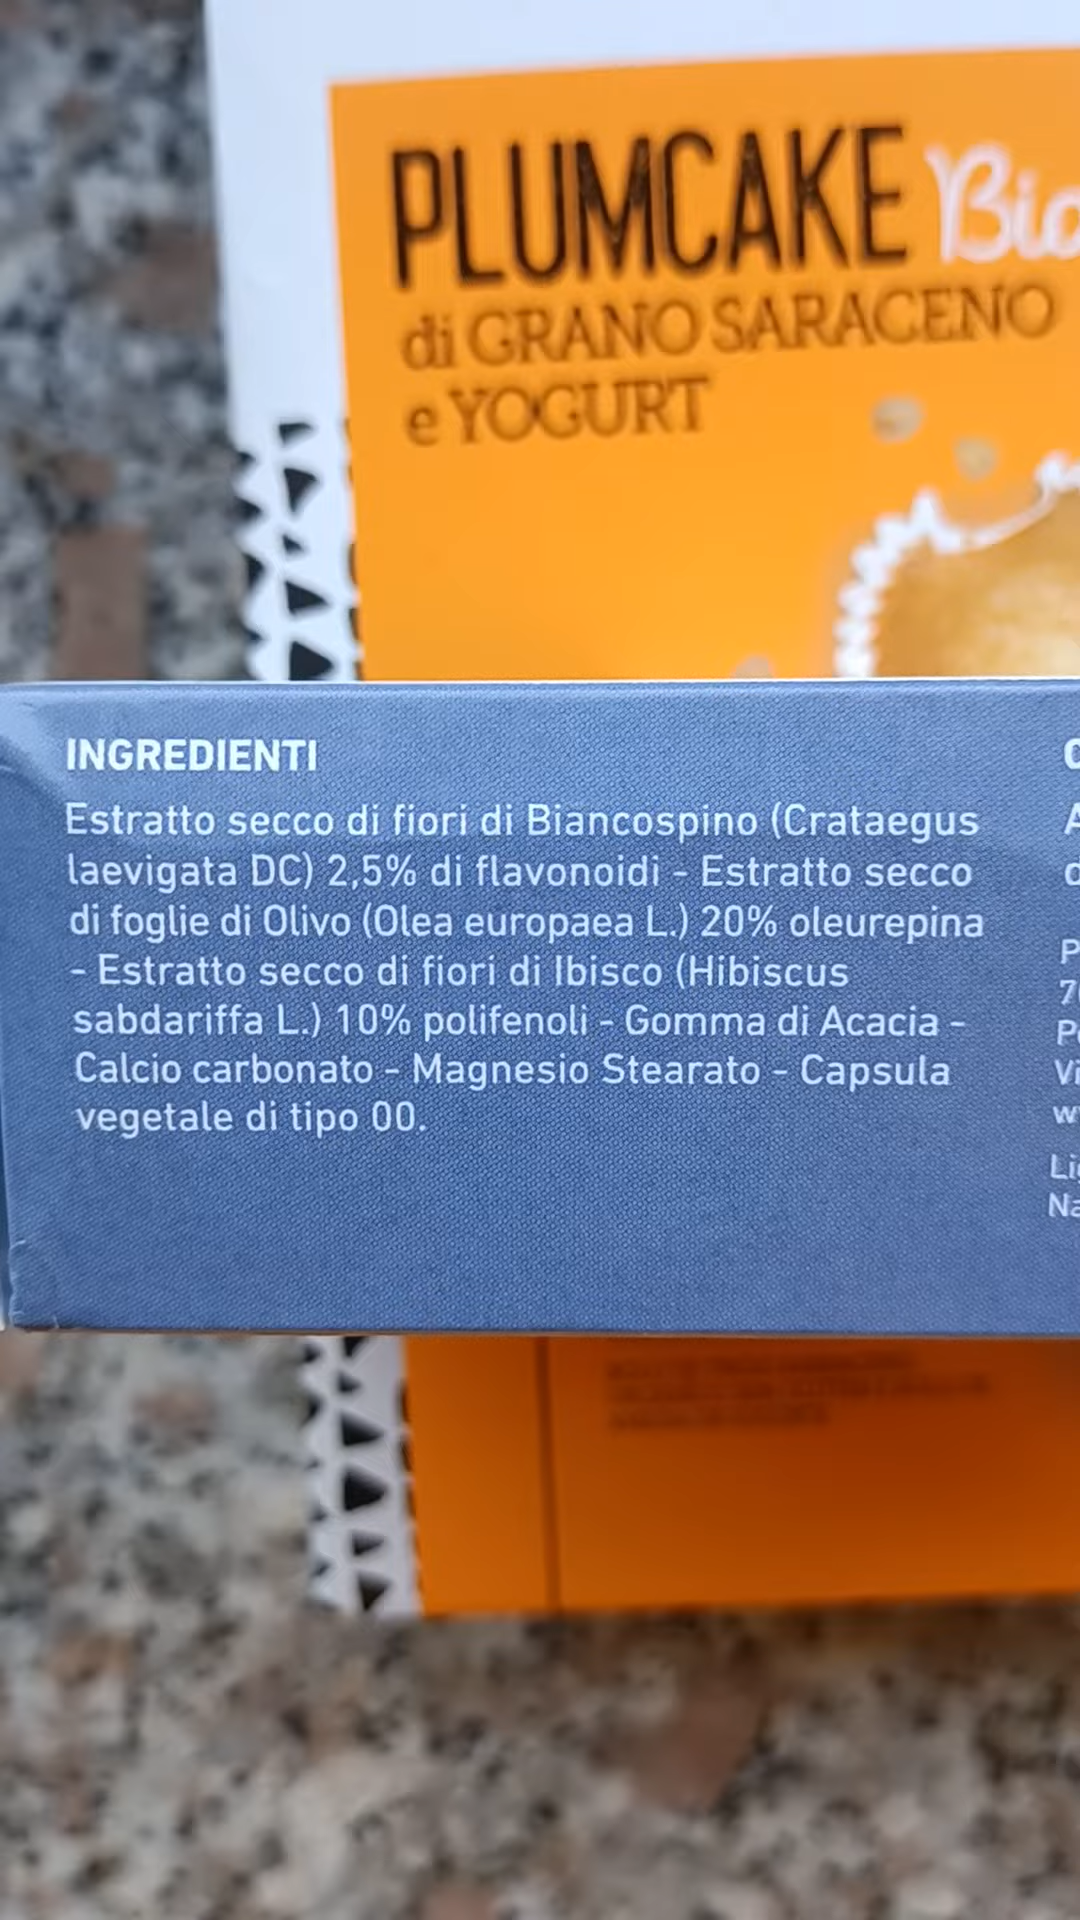 PLUMCAKE Bio
di GRANO SARACENO
e YOGURT
INGREDIENTI
Estratto secco di fiori di Biancospino (Crataegus
laevigata DC) 2,5% di flavonoidi - Estratto secco
di foglie di Olivo (Olea europaea L.) 20% oleurepina
- Estratto secco di fiori di Ibisco (Hibiscus
sabdariffa L.) 10% polifenoli - Gomma di Acacia -
Calcio carbonato - Magnesio Stearato - Capsula
vegetale di tipo 00.